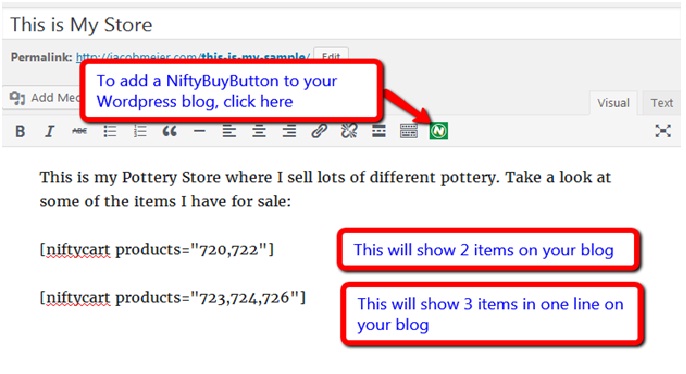 This is My Store
Permalink: http://jacobmeier.com/this-is-my-sample/ Edit
To add a NiftyBuyButton to your
Wordpress blog, click here
Add Med
Visual Text
B I ABC
This is my Pottery Store where I sell lots of different pottery. Take a look at
some of the items I have for sale:
[niftycart products="720,722"]
This will show 2 items on your blog
[niftycart products="723,724,726"]
This will show 3 items in one line on
your blog